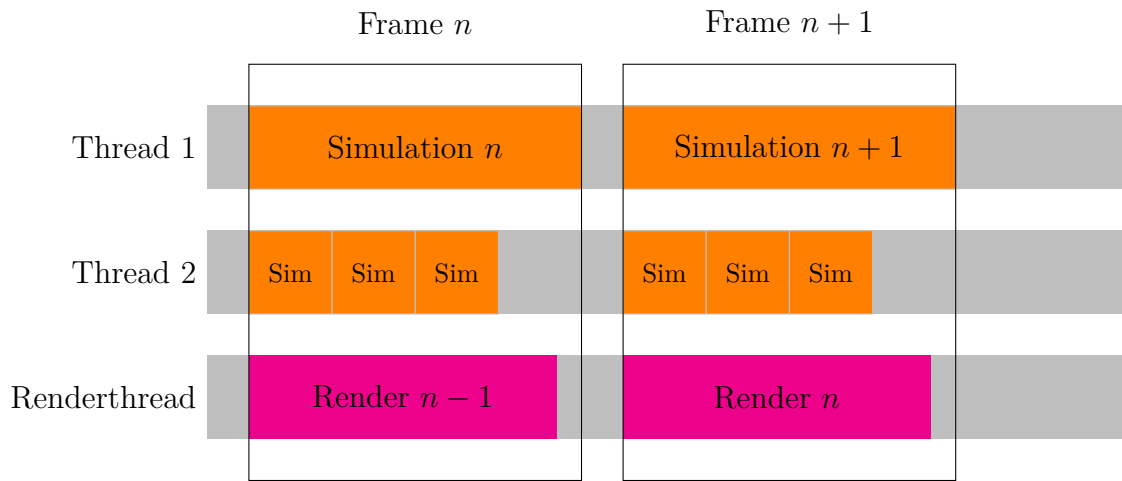 Frame n
Frame n + 1
Thread 1
Simulation n
Simulation n + 1
Thread 2
Sim
Sim
Sim
Sim
Sim
Sim
Renderthread
Render n − 1
Render n